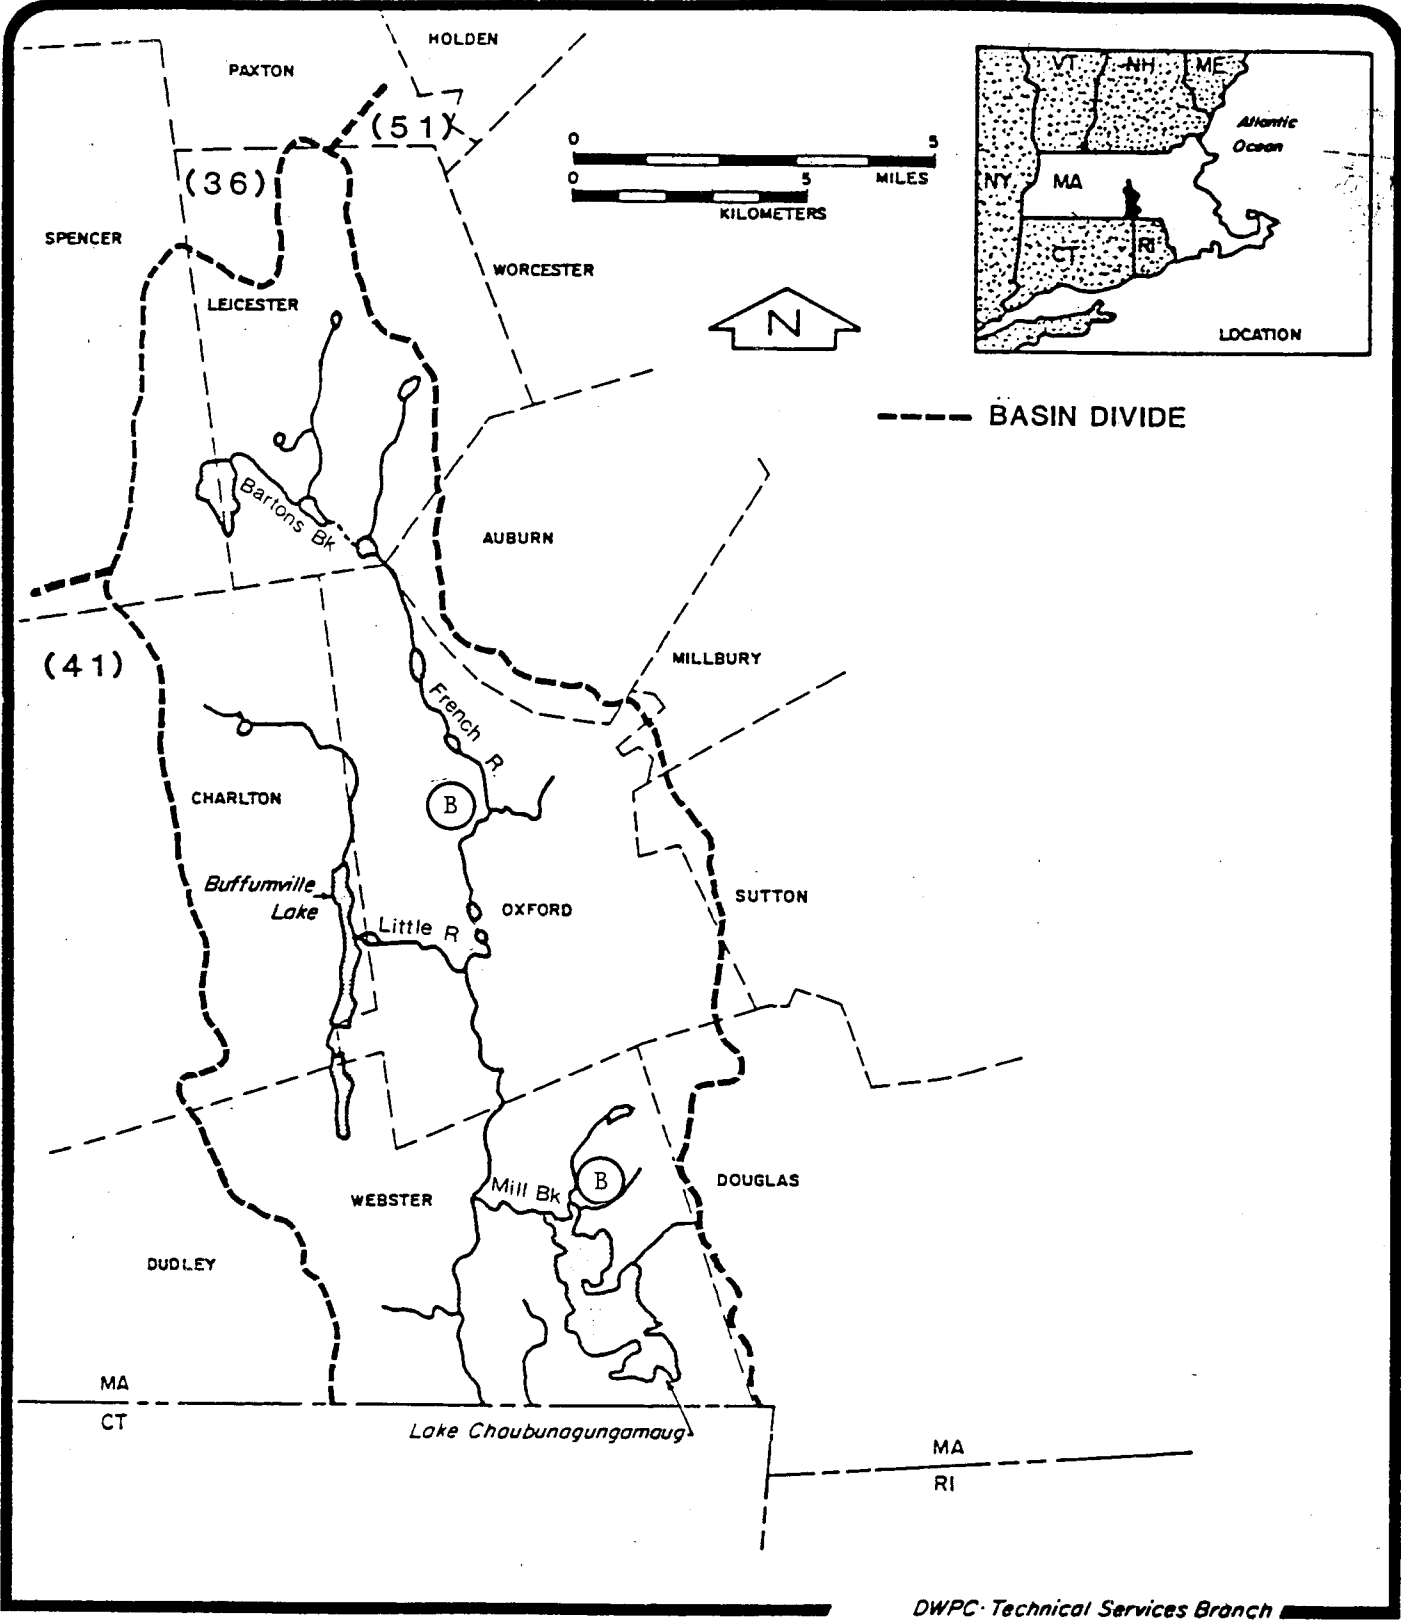 HOLDEN
PAXTON
(51)
(36)
SPENCER
LEICESTER
WORCESTER
0 5
MILES
0 5
KILOMETERS
N
VT NH ME
Atlantic
Ocean
NY MA
CT RI
LOCATION
BASIN DIVIDE
Bartons Bk
AUBURN
(41)
MILLBURY
French R
CHARLTON
B
Buffumville
Lake
Little R
OXFORD
SUTTON
WEBSTER
Mill Bk
B
DOUGLAS
DUDLEY
MA
CT
Lake Chaubunagungamaug
MA
RI
DWPC· Technical Services Branch